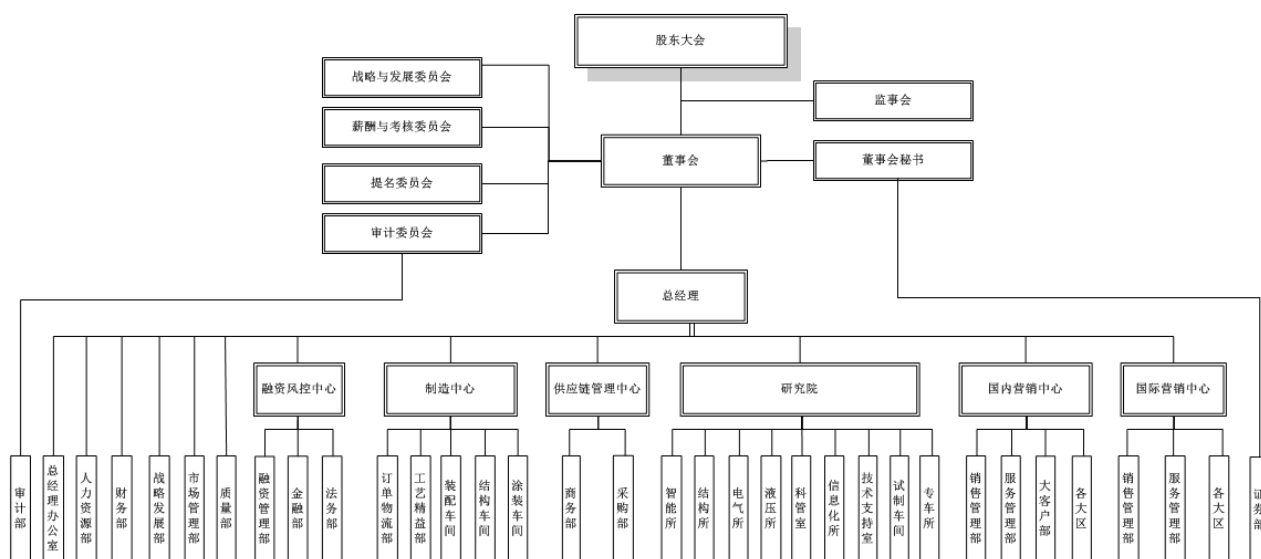 股东大会
战略与发展委员会
监事会
薪酬与考核委员会
董事会
董事会秘书
提名委员会
审计委员会
总经理
融资风控中心
制造中心
供应链管理中心
研究院
国内营销中心
国际营销中心
审计部
总经理办公室
人力资源部
财务部
战略发展部
市场管理部
质量部
融资管理部
金融部
法务部
订单物流部
工艺精益部
装配车间
结构车间
涂装车间
商务部
采购部
智能所
结构所
电气所
液压所
科管室
信息化所
技术支持室
试制车间
专车所
销售管理部
服务管理部
大客户部
各大区
销售管理部
服务管理部
各大区
证券部